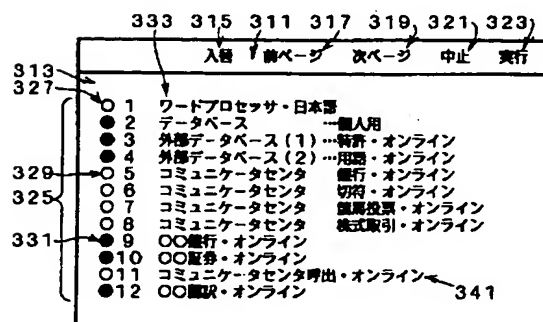 333 315 311 317 319 321 323
入替 前ページ 次ページ 中止 実行
313
327
○ 1 ワードプロセッサ・日本語
● 2 データベース …個人用
● 3 外部データベース(1)…特許・オンライン
● 4 外部データベース(2)…用語・オンライン
329 ○ 5 コミュニケータセンタ 銀行・オンライン
325 ○ 6 コミュニケータセンタ 切符・オンライン
○ 7 コミュニケータセンタ 競馬投票・オンライン
○ 8 コミュニケータセンタ 株式取引・オンライン
331 ● 9 ○○銀行・オンライン
● 10 ○○証券・オンライン
○ 11 コミュニケータセンタ呼出・オンライン
● 12 ○○翻訳・オンライン 341